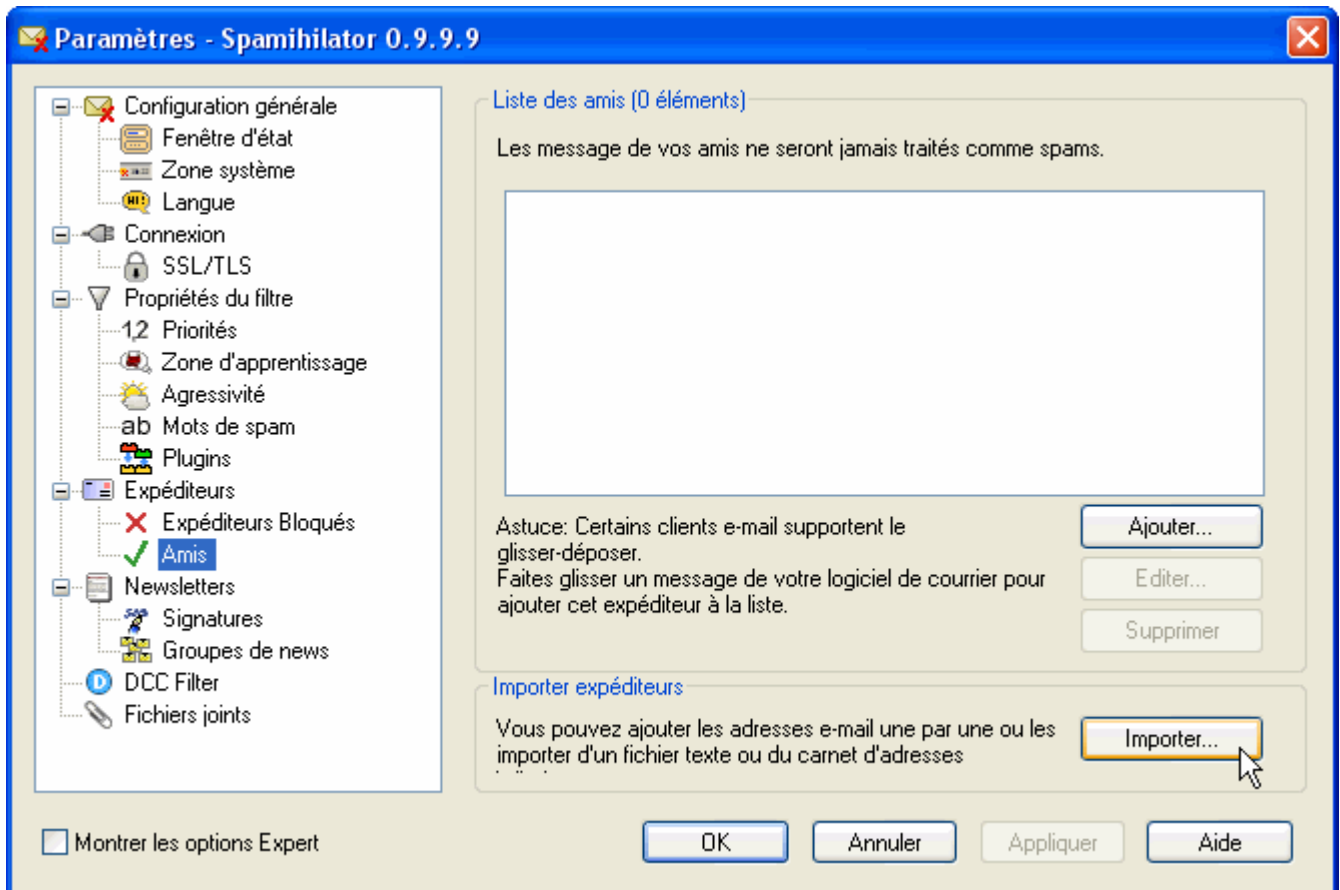 Paramètres - Spamihilator 0.9.9.9
Configuration générale
Fenêtre d'état
Zone système
HI!
Langue
Connexion
SSL/TLS
Propriétés du filtre
1,2 Priorités
Zone d'apprentissage
Agressivité
ab Mots de spam
Plugins
Expéditeurs
Expéditeurs Bloqués
Amis
Newsletters
Signatures
Groupes de news
D DCC Filter
Fichiers joints
Liste des amis (0 éléments)
Les message de vos amis ne seront jamais traités comme spams.
Astuce: Certains clients e-mail supportent le
glisser-déposer.
Faites glisser un message de votre logiciel de courrier pour
ajouter cet expéditeur à la liste.
Ajouter...
Editer...
Supprimer
Importer expéditeurs
Vous pouvez ajouter les adresses e-mail une par une ou les
importer d'un fichier texte ou du carnet d'adresses
Importer...
Montrer les options Expert
OK
Annuler
Appliquer
Aide